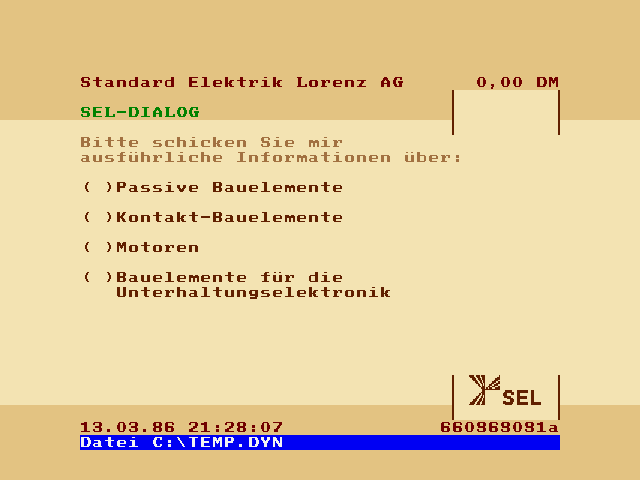 Standard Elektrik Lorenz AG 0,00 DM
SEL-DIALOG
Bitte schicken Sie mir
ausführliche Informationen über:
( )Passive Bauelemente
( )Kontakt-Bauelemente
( )Motoren
( )Bauelemente für die
Unterhaltungselektronik
SEL
13.03.86 21:28:07 660868081a
Datei C:\TEMP.DYN